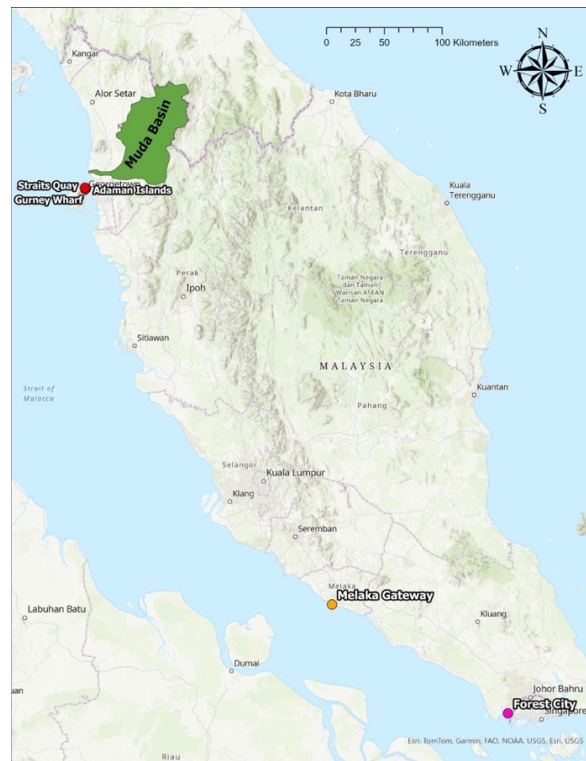 0 25 50 100 Kilometers
N
W E
S
Kangar
Alor Setar
Muda Basin
Kota Bharu
Straits Quay
Adaman Islands
Gurney Wharf
Kuala
Terengganu
Kelantan
Terengganu
Perak
Ipoh
Taman Negara
dan Taman
Warisan ASEAN
Taman Negara
Sitiawan
MALAYSIA
Strait of
Malacca
Kuantan
Pahang
Selangor
Kuala Lumpur
Klang
Seremban
Melaka
Melaka Gateway
Labuhan Batu
Kluang
Dumai
Johor Bahru
Forest City
Singapore
Riau
Esri, TomTom, Garmin, FAO, NOAA, USGS, Esri, USGS